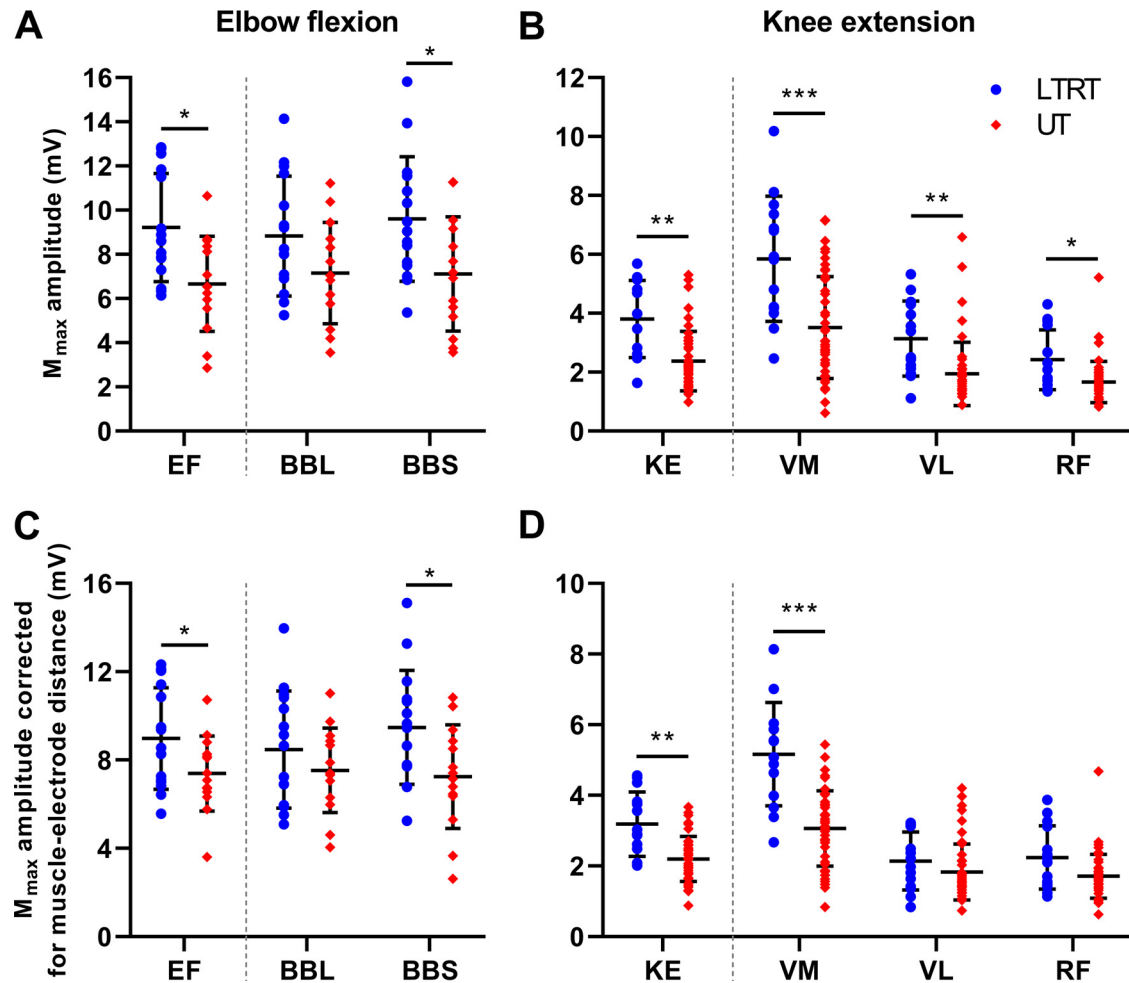 A Elbow flexion
B Knee extension
M_max amplitude (mV)
16
14
12
10
8
6
4
2
0
*
*
EF BBL BBS
12
10
8
6
4
2
0
**
***
**
*
LTRT
UT
KE VM VL RF
C
M_max amplitude corrected
for muscle-electrode distance (mV)
16
12
8
4
0
*
*
EF BBL BBS
D
10
8
6
4
2
0
**
***
KE VM VL RF